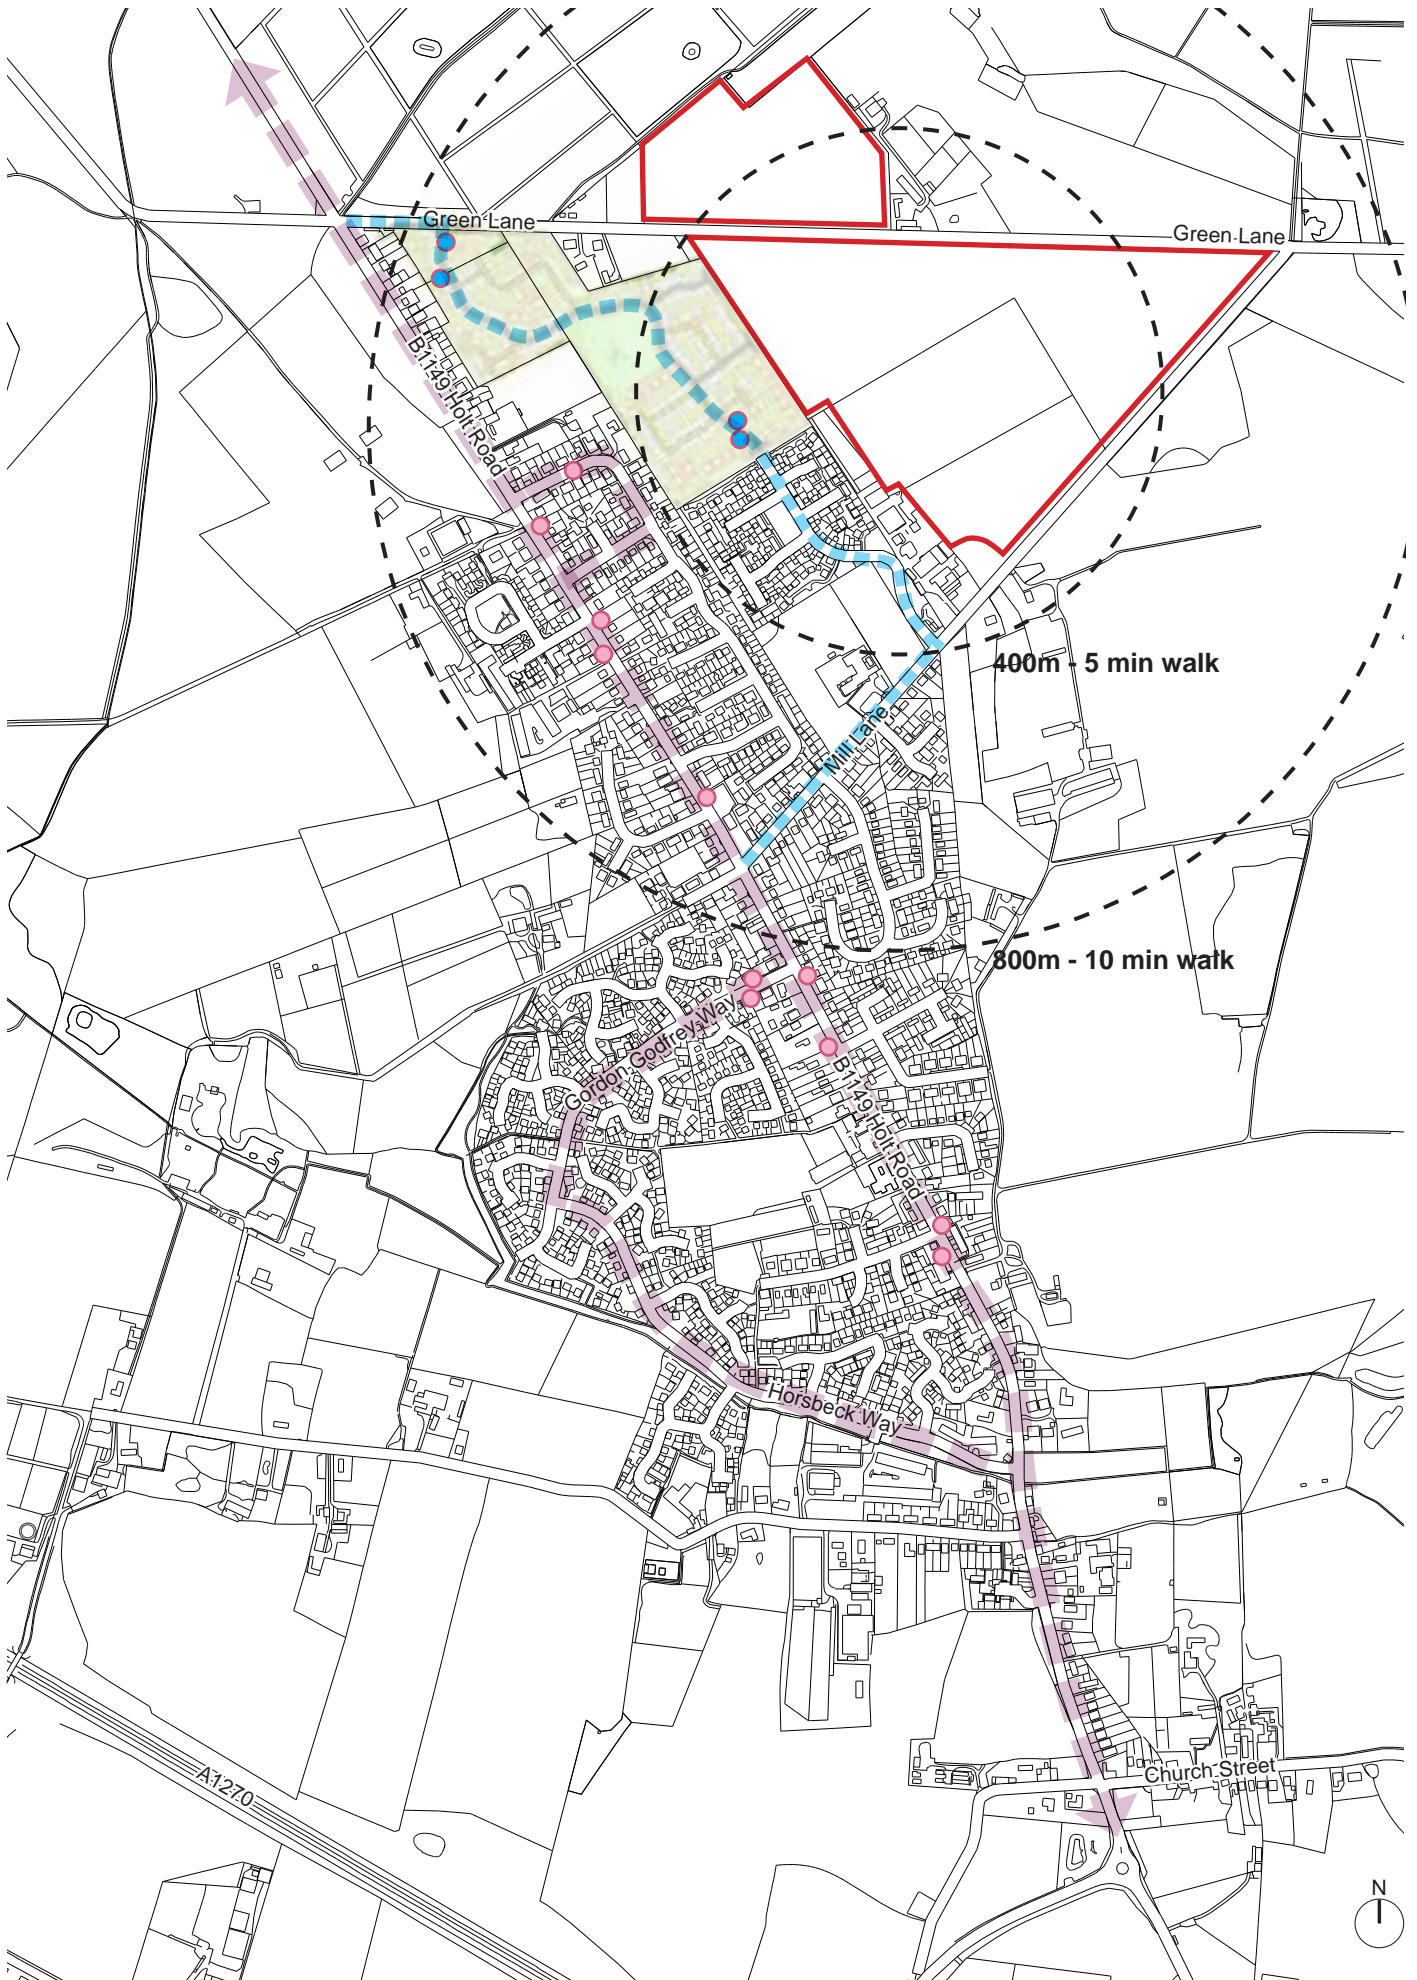 Green Lane
Green Lane
B1149 Holt Road
400m - 5 min walk
Mill Lane
800m - 10 min walk
Gordon Godfrey Way
B1149 Holt Road
Horsbeck Way
Church Street
A1270
N